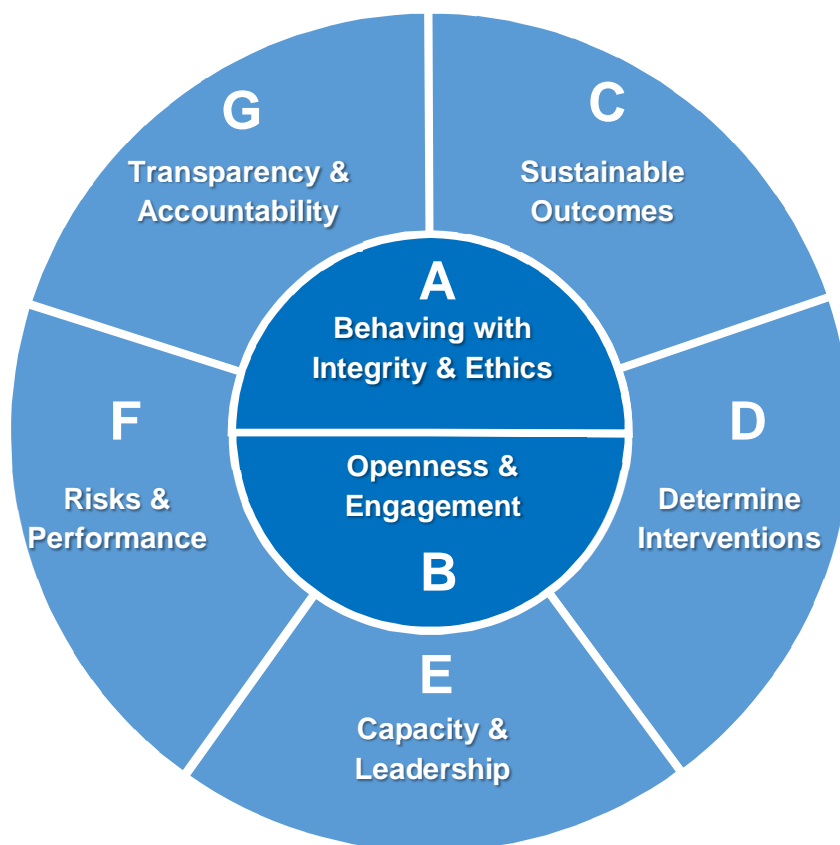 G
Transparency &
Accountability
C
Sustainable
Outcomes
A
Behaving with
Integrity & Ethics
F
Risks &
Performance
Openness &
Engagement
B
D
Determine
Interventions
E
Capacity &
Leadership